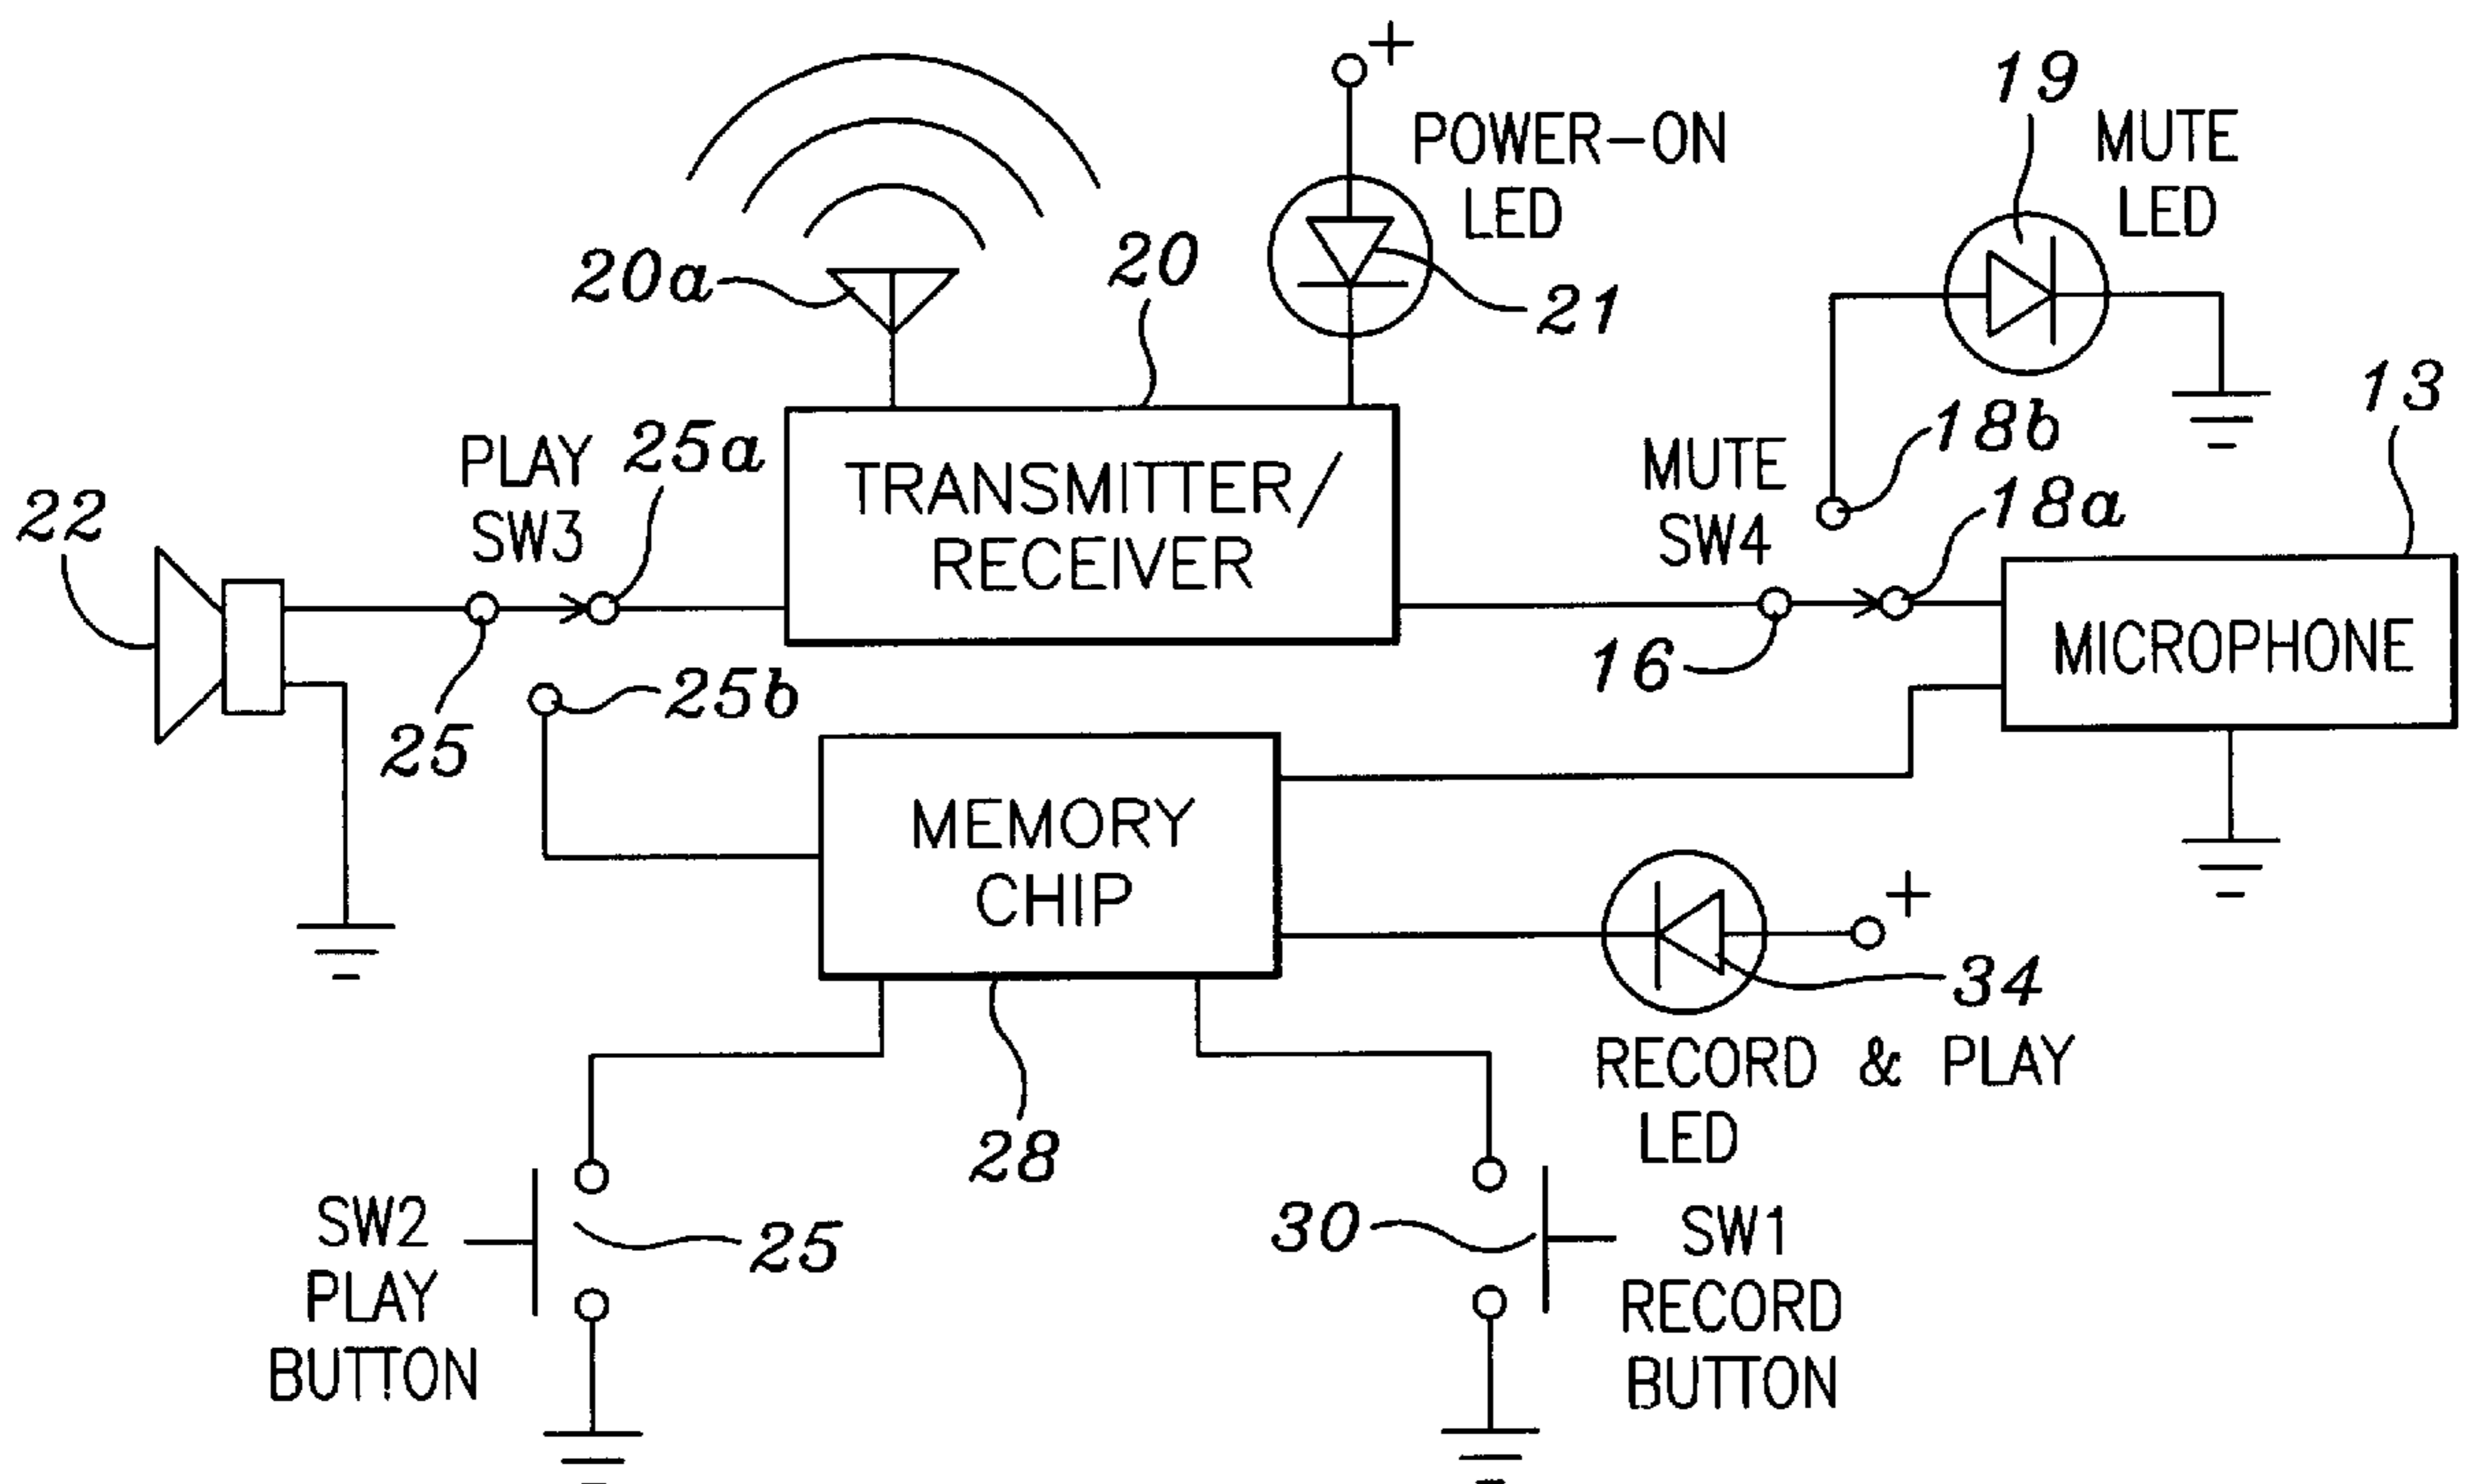 +
POWER-ON
LED
21
19
MUTE
LED
20a
20
22
PLAY
SW3
25a
TRANSMITTER/
RECEIVER
MUTE
SW4
18b
18a
13
25
25b
16
MICROPHONE
MEMORY
CHIP
+
34
RECORD & PLAY
LED
28
SW2
PLAY
BUTTON
25
30
SW1
RECORD
BUTTON